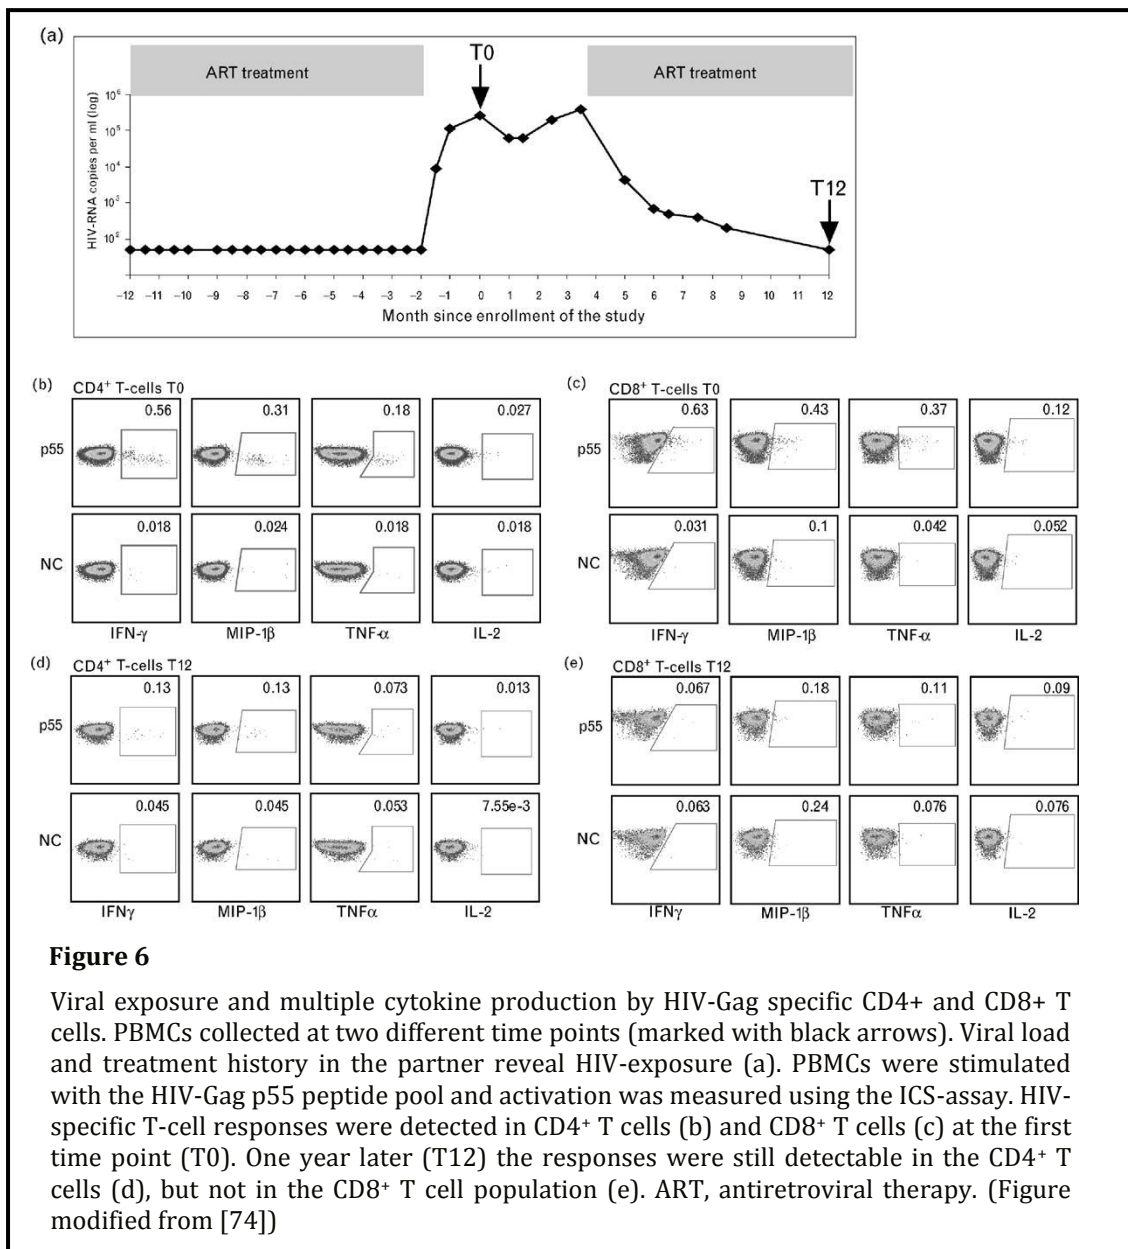 (a)
T0
ART treatment
ART treatment
HIV-RNA copies per ml (log)
10⁶
10⁵
10⁴
10³
10²
T12
−12 −11 −10 −9 −8 −7 −6 −5 −4 −3 −2 −1 0 1 2 3 4 5 6 7 8 9 10 11 12
Month since enrollment of the study
(b) CD4⁺ T-cells T0
p55 0.56 0.31 0.18 0.027
NC 0.018 0.024 0.018 0.018
IFN-γ MIP-1β TNF-α IL-2
(c) CD8⁺ T-cells T0
p55 0.63 0.43 0.37 0.12
NC 0.031 0.1 0.042 0.052
IFN-γ MIP-1β TNF-α IL-2
(d) CD4⁺ T-cells T12
p55 0.13 0.13 0.073 0.013
NC 0.045 0.045 0.053 7.55e-3
IFNγ MIP-1β TNFα IL-2
(e) CD8⁺ T-cells T12
p55 0.067 0.18 0.11 0.09
NC 0.063 0.24 0.076 0.076
IFNγ MIP-1β TNFα IL-2
Figure 6
Viral exposure and multiple cytokine production by HIV-Gag specific CD4+ and CD8+ T
cells. PBMCs collected at two different time points (marked with black arrows). Viral load
and treatment history in the partner reveal HIV-exposure (a). PBMCs were stimulated
with the HIV-Gag p55 peptide pool and activation was measured using the ICS-assay. HIV-
specific T-cell responses were detected in CD4⁺ T cells (b) and CD8⁺ T cells (c) at the first
time point (T0). One year later (T12) the responses were still detectable in the CD4⁺ T
cells (d), but not in the CD8⁺ T cell population (e). ART, antiretroviral therapy. (Figure
modified from [74])